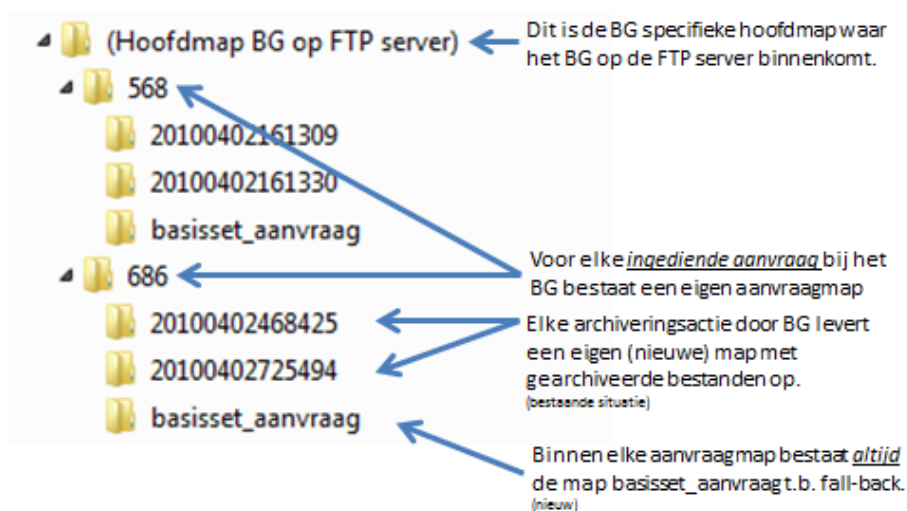 (Hoofdmap BG op FTP server)
Dit is de BG specifieke hoofdmap waar
het BG op de FTP server binnenkomt.
568
20100402161309
20100402161330
basisset_aanvraag
686
20100402468425
20100402725494
basisset_aanvraag
Voor elke ingediende aanvraag bij het
BG bestaat een eigen aanvraagmap
Elke archiveringsactie door BG levert
een eigen (nieuwe) map met
gearchiveerde bestanden op.
(bestaande situatie)
Binnen elke aanvraagmap bestaat altijd
de map basisset_aanvraag t.b. fall-back.
(nieuw)